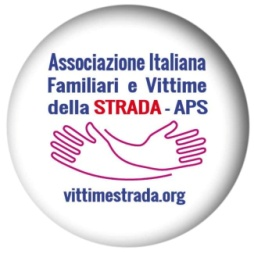 Associazione Italiana
Familiari e Vittime
della STRADA - APS
vittimestrada.org